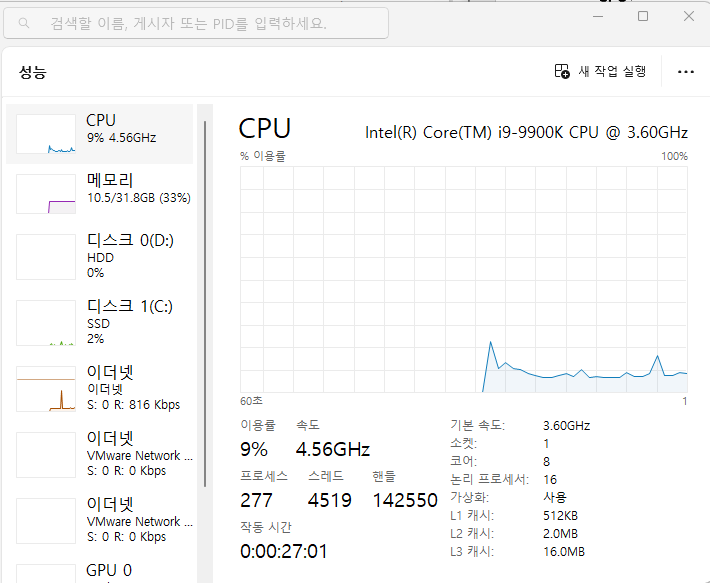 검색할 이름, 게시자 또는 PID를 입력하세요.
성능
새 작업 실행
CPU
9% 4.56GHz
메모리
10.5/31.8GB (33%)
디스크 0(D:)
HDD
0%
디스크 1(C:)
SSD
2%
이더넷
이더넷
S: 0 R: 816 Kbps
이더넷
VMware Network ...
S: 0 R: 0 Kbps
이더넷
VMware Network ...
S: 0 R: 0 Kbps
GPU 0
CPU
Intel(R) Core(TM) i9-9900K CPU @ 3.60GHz
% 이용률
100%
60초
1
이용률 속도
9% 4.56GHz
프로세스 스레드 핸들
277 4519 142550
작동 시간
0:00:27:01
기본 속도: 3.60GHz
소켓: 1
코어: 8
논리 프로세서: 16
가상화: 사용
L1 캐시: 512KB
L2 캐시: 2.0MB
L3 캐시: 16.0MB